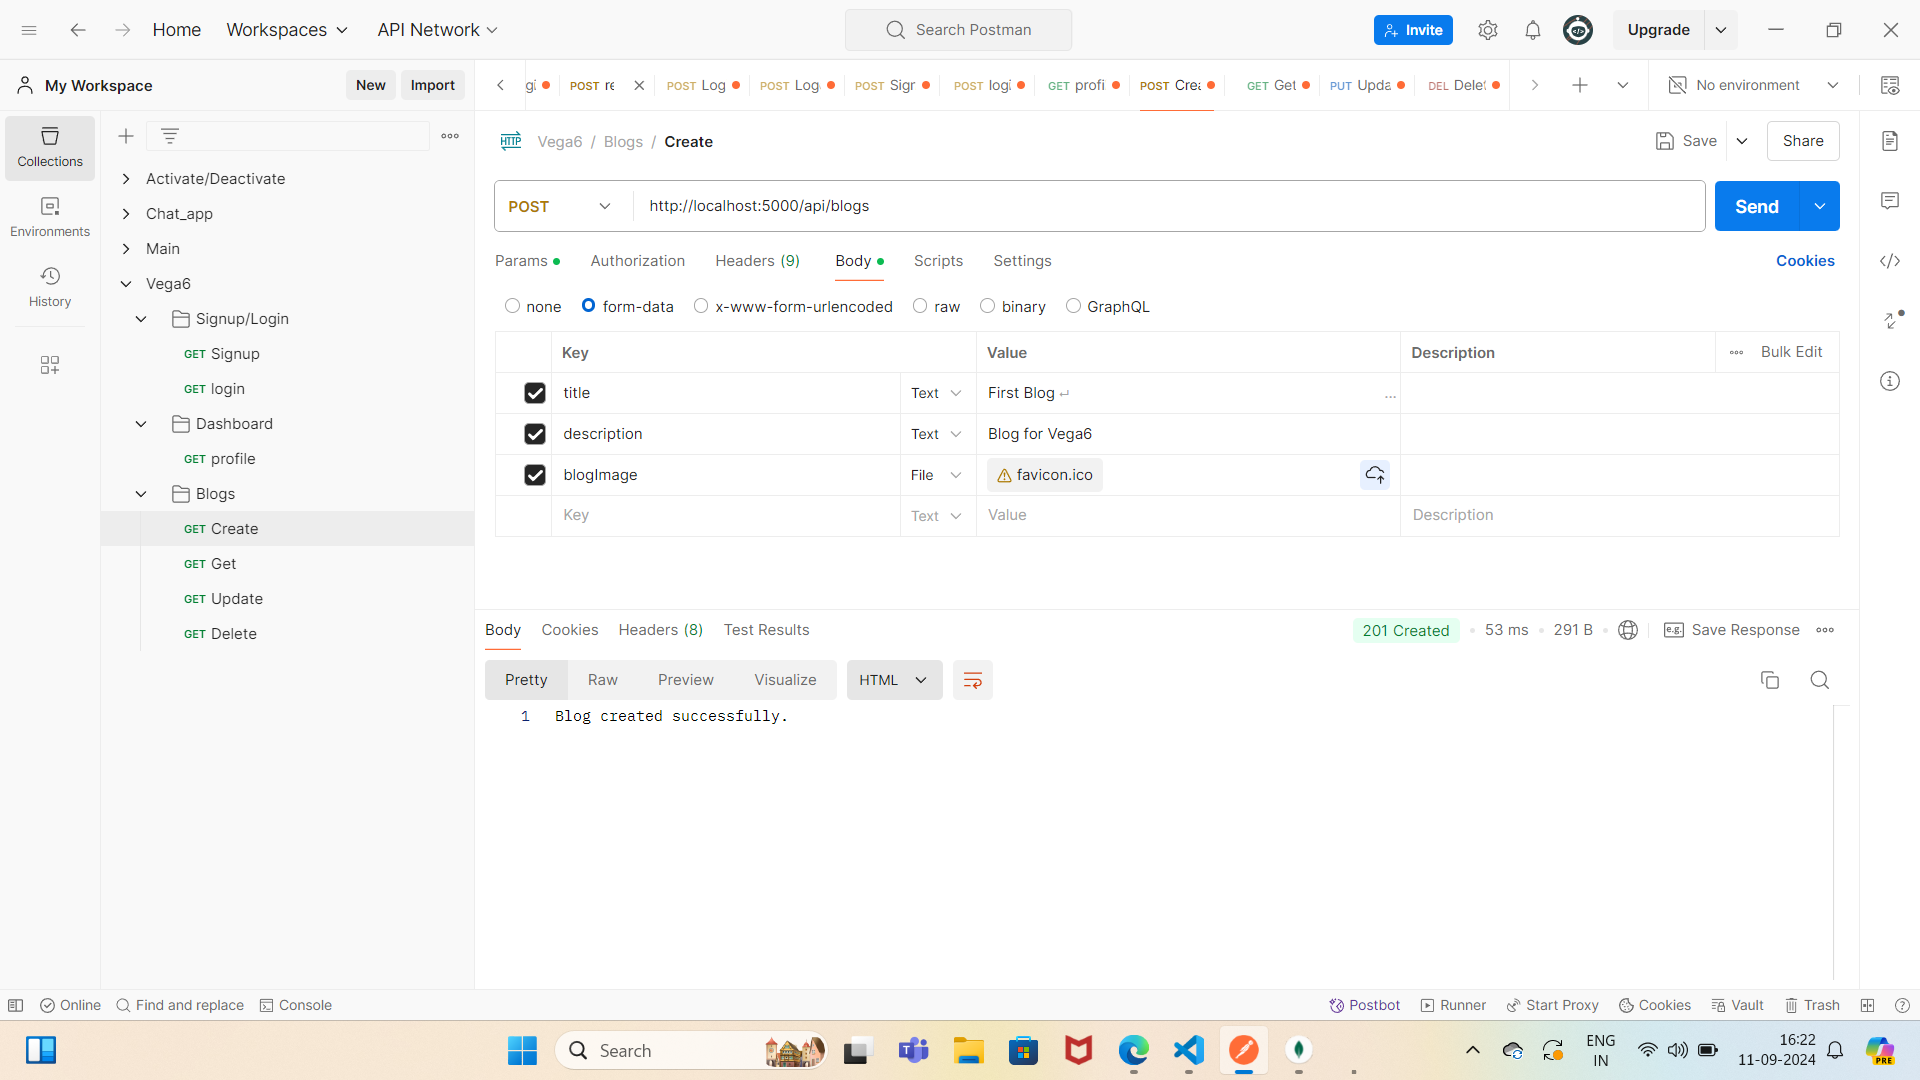 Home Workspaces API Network Search Postman Invite Upgrade
My Workspace New Import
POST re POST Log POST Log POST Sigr POST logi GET profi POST Crea GET Get PUT Upda DEL Delet No environment
Collections
Environments
History
Activate/Deactivate
Chat_app
Main
Vega6
Signup/Login
GET Signup
GET login
Dashboard
GET profile
Blogs
GET Create
GET Get
GET Update
GET Delete
HTTP Vega6 / Blogs / Create Save Share
POST http://localhost:5000/api/blogs Send
Params Authorization Headers (9) Body Scripts Settings Cookies
none form-data x-www-form-urlencoded raw binary GraphQL
Key Value Description Bulk Edit
title Text First Blog ↵ ...
description Text Blog for Vega6
blogImage File favicon.ico
Key Text Value Description
Body Cookies Headers (8) Test Results 201 Created 53 ms 291 B e.g. Save Response
Pretty Raw Preview Visualize HTML
1 Blog created successfully.
Online Find and replace Console Postbot Runner Start Proxy Cookies Vault Trash
Search ENG IN 16:22 11-09-2024 PRE